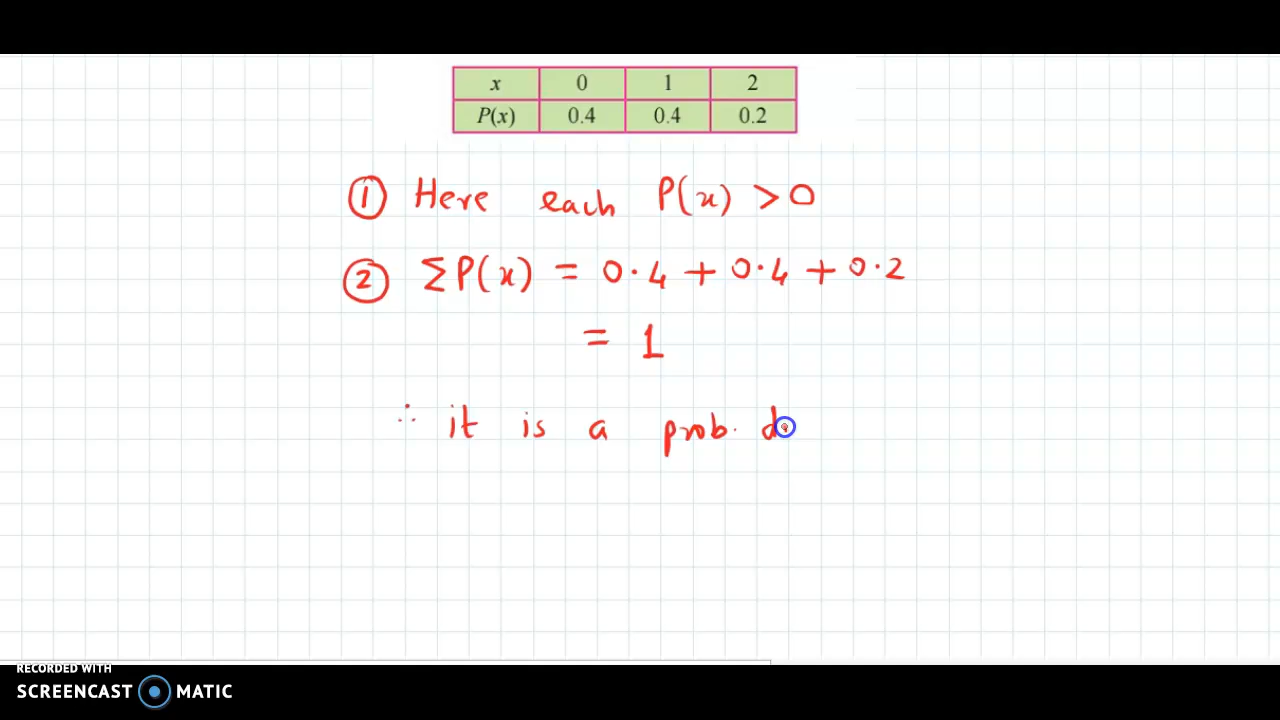 x 0 1 2
P(x) 0.4 0.4 0.2
① Here each P(x) > 0
② ΣP(x) = 0.4 + 0.4 + 0.2
= 1
∴ it is a prob. d
RECORDED WITH
SCREENCAST MATIC